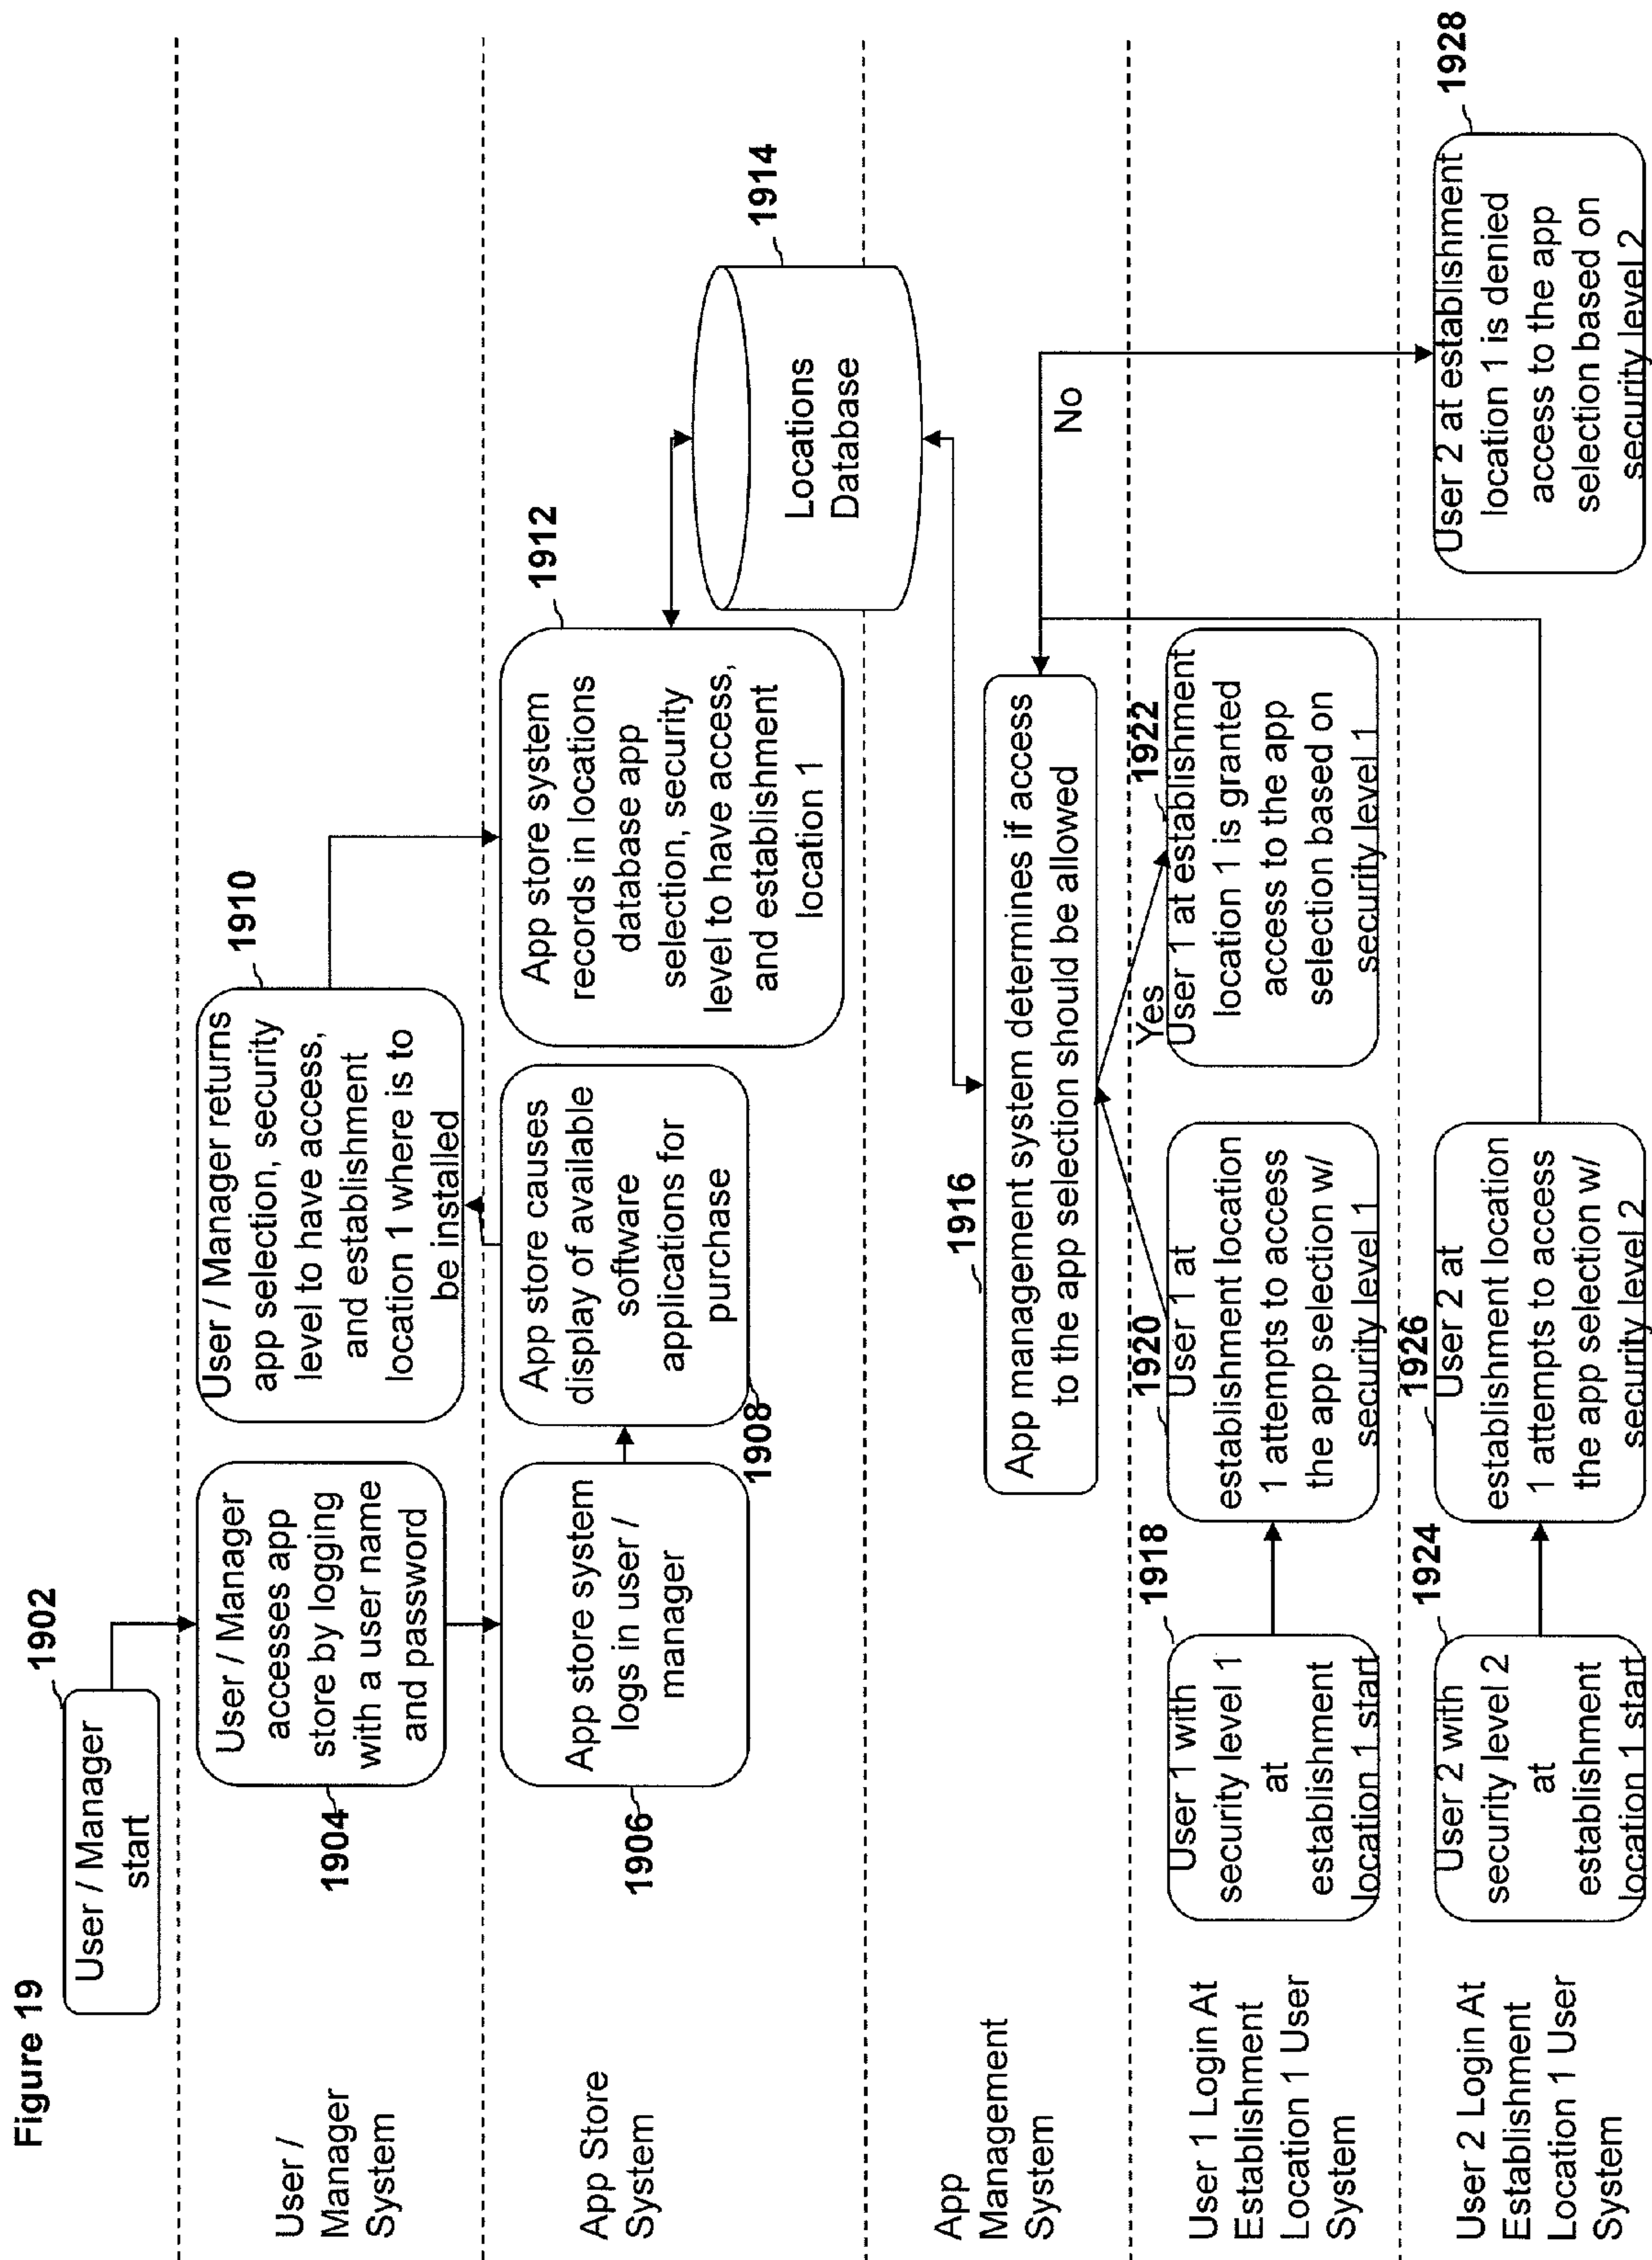 Figure 19
User / Manager
start
1902
User /
Manager
System
User / Manager
accesses app
store by logging
with a user name
and password
1904
User / Manager returns
app selection, security
level to have access,
and establishment
location 1 where is to
be installed
1910
App Store
System
App store system
logs in user /
manager
1906
App store causes
display of available
software
applications for
purchase
1908
App store system
records in locations
database app
selection, security
level to have access,
and establishment
location 1
1912
Locations
Database
1914
App
Management
System
1916
App management system determines if access
to the app selection should be allowed
No
Yes
User 1 Login At
Establishment
Location 1 User
System
1918
User 1 with
security level 1
at
establishment
location 1 start
1920
User 1 at
establishment location
1 attempts to access
the app selection w/
security level 1
1922
User 1 at establishment
location 1 is granted
access to the app
selection based on
security level 1
User 2 Login At
Establishment
Location 1 User
System
1924
User 2 with
security level 2
at
establishment
location 1 start
1926
User 2 at
establishment location
1 attempts to access
the app selection w/
security level 2
1928
User 2 at establishment
location 1 is denied
access to the app
selection based on
security level 2